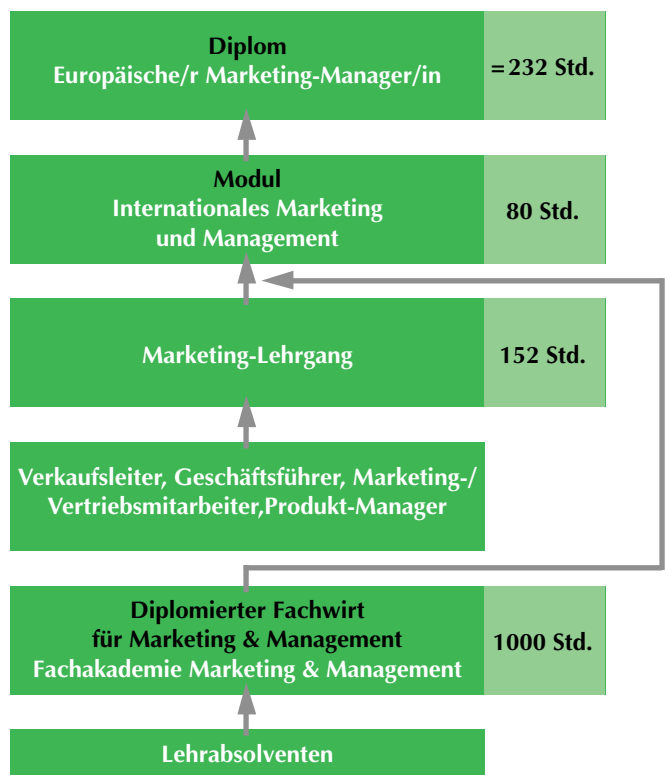 Diplom
Europäische/r Marketing-Manager/in
=232 Std.
Modul
Internationales Marketing
und Management
80 Std.
Marketing-Lehrgang
152 Std.
Verkaufsleiter, Geschäftsführer, Marketing-/
Vertriebsmitarbeiter,Produkt-Manager
Diplomierter Fachwirt
für Marketing & Management
Fachakademie Marketing & Management
1000 Std.
Lehrabsolventen